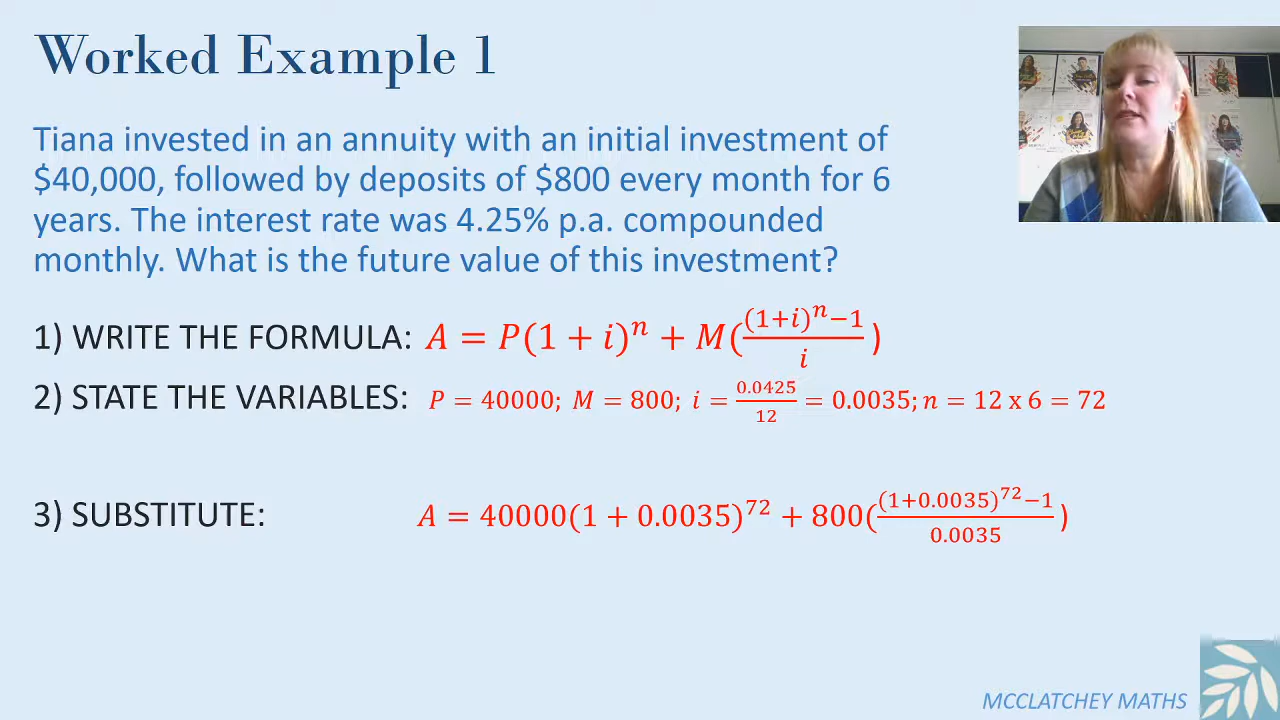 Worked Example 1
Tiana invested in an annuity with an initial investment of
$40,000, followed by deposits of $800 every month for 6
years. The interest rate was 4.25% p.a. compounded
monthly. What is the future value of this investment?
1) WRITE THE FORMULA: A = P(1 + i)^n + M(((1+i)^n−1)/i)
2) STATE THE VARIABLES: P = 40000; M = 800; i = 0.0425/12 = 0.0035; n = 12 x 6 = 72
3) SUBSTITUTE: A = 40000(1 + 0.0035)^72 + 800(((1+0.0035)^72−1)/0.0035)
MCCLATCHEY MATHS